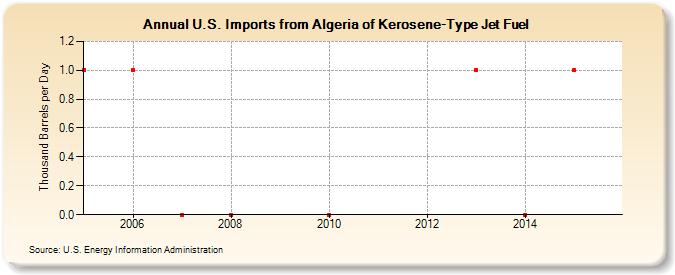 Annual U.S. Imports from Algeria of Kerosene-Type Jet Fuel
Thousand Barrels per Day
1.2
1.0
0.8
0.6
0.4
0.2
0.0
2006 2008 2010 2012 2014
Source: U.S. Energy Information Administration